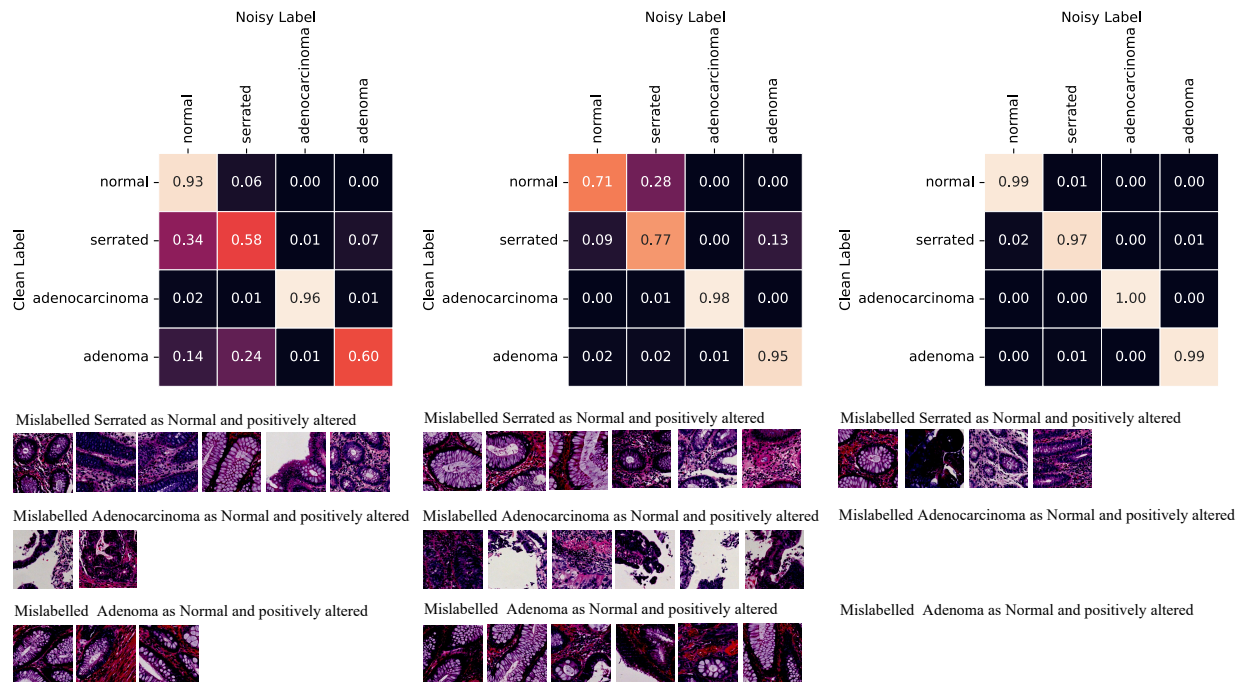 Noisy Label
normal
serrated
adenocarcinoma
adenoma
Clean Label
normal
0.93 0.06 0.00 0.00
serrated
0.34 0.58 0.01 0.07
adenocarcinoma
0.02 0.01 0.96 0.01
adenoma
0.14 0.24 0.01 0.60
Mislabelled Serrated as Normal and positively altered
Mislabelled Adenocarcinoma as Normal and positively altered
Mislabelled Adenoma as Normal and positively altered
Noisy Label
normal
serrated
adenocarcinoma
adenoma
Clean Label
normal
0.71 0.28 0.00 0.00
serrated
0.09 0.77 0.00 0.13
adenocarcinoma
0.00 0.01 0.98 0.00
adenoma
0.02 0.02 0.01 0.95
Mislabelled Serrated as Normal and positively altered
Mislabelled Adenocarcinoma as Normal and positively altered
Mislabelled Adenoma as Normal and positively altered
Noisy Label
normal
serrated
adenocarcinoma
adenoma
Clean Label
normal
0.99 0.01 0.00 0.00
serrated
0.02 0.97 0.00 0.01
adenocarcinoma
0.00 0.00 1.00 0.00
adenoma
0.00 0.01 0.00 0.99
Mislabelled Serrated as Normal and positively altered
Mislabelled Adenocarcinoma as Normal and positively altered
Mislabelled Adenoma as Normal and positively altered